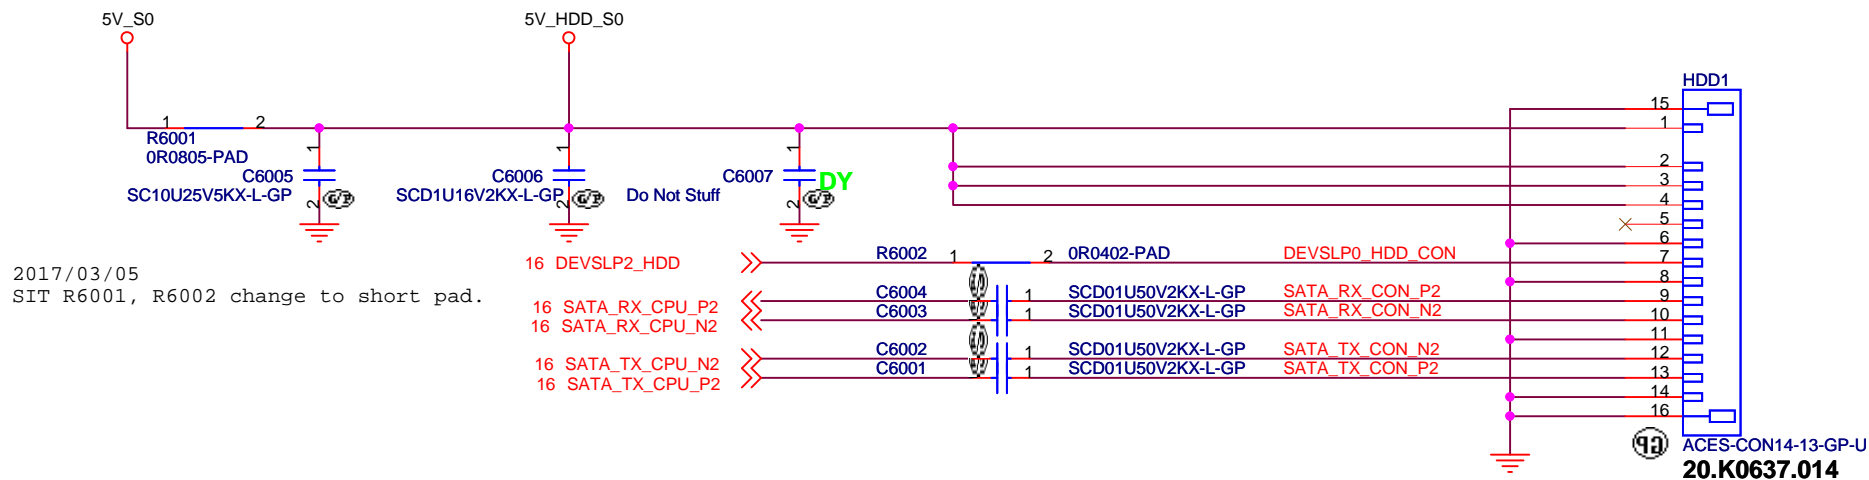 5V_S0
5V_HDD_S0
HDD1
15
1 2
1
R6001
0R0805-PAD
1 C6005 2
SC10U25V5KX-L-GP
G/P
1 C6006 2
SCD1U16V2KX-L-GP
G/P
Do Not Stuff
1 C6007 2
DY
G/P
2
3
4
5
6
16 DEVSLP2_HDD
R6002 1 2 0R0402-PAD DEVSLP0_HDD_CON 7
2017/03/05
SIT R6001, R6002 change to short pad.
8
16 SATA_RX_CPU_P2 C6004 1 SCD01U50V2KX-L-GP SATA_RX_CON_P2 9
16 SATA_RX_CPU_N2 C6003 1 SCD01U50V2KX-L-GP SATA_RX_CON_N2 10
11
16 SATA_TX_CPU_N2 C6002 1 SCD01U50V2KX-L-GP SATA_TX_CON_N2 12
16 SATA_TX_CPU_P2 C6001 1 SCD01U50V2KX-L-GP SATA_TX_CON_P2 13
14
16
GP
ACES-CON14-13-GP-U
20.K0637.014